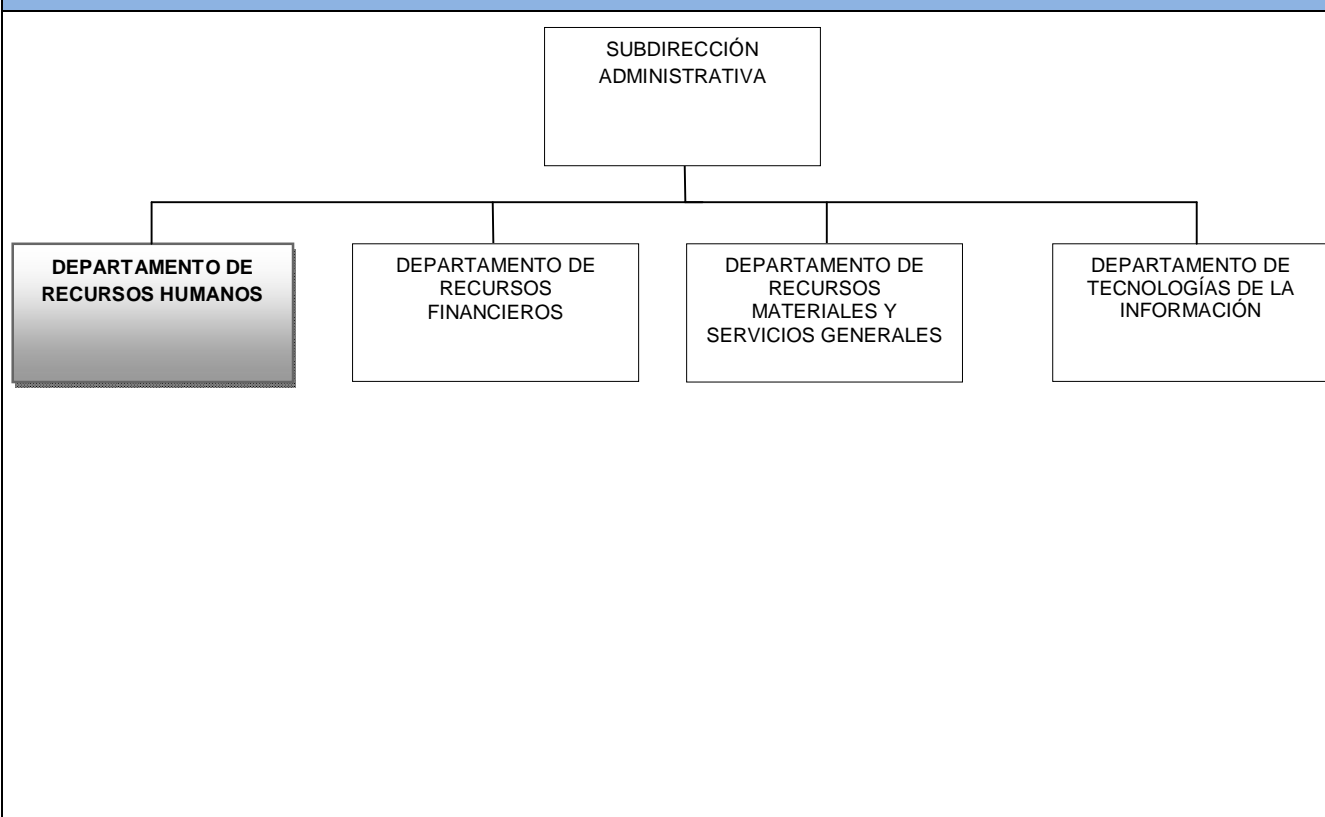 SUBDIRECCIÓN
ADMINISTRATIVA
DEPARTAMENTO DE
RECURSOS HUMANOS
DEPARTAMENTO DE
RECURSOS
FINANCIEROS
DEPARTAMENTO DE
RECURSOS
MATERIALES Y
SERVICIOS GENERALES
DEPARTAMENTO DE
TECNOLOGÍAS DE LA
INFORMACIÓN